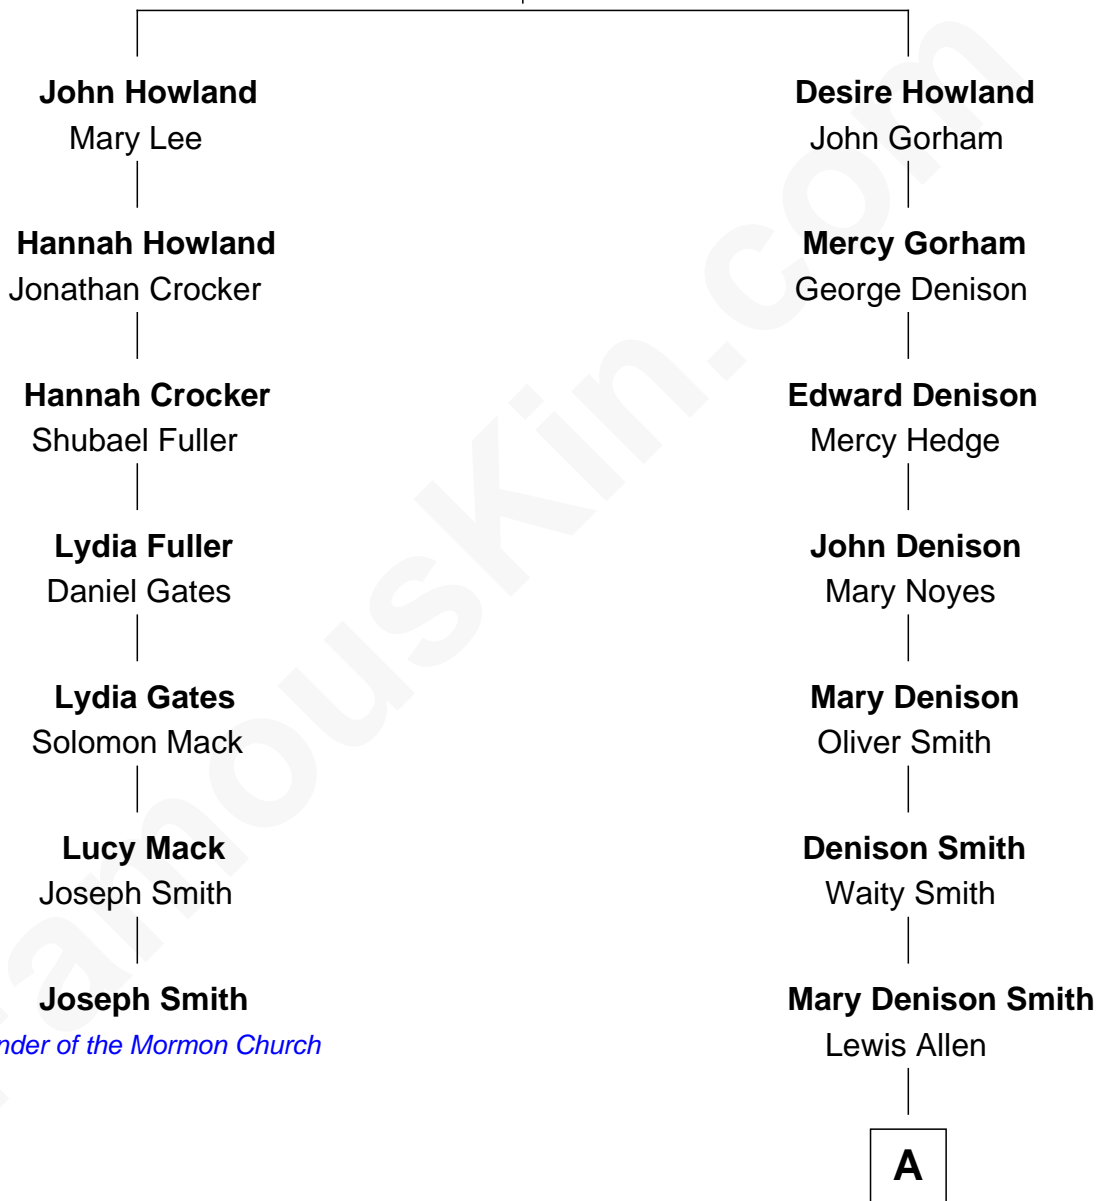 John Howland
Mary Lee
Hannah Howland
Jonathan Crocker
Hannah Crocker
Shubael Fuller
Lydia Fuller
Daniel Gates
Lydia Gates
Solomon Mack
Lucy Mack
Joseph Smith
Joseph Smith
nder of the Mormon Church
Desire Howland
John Gorham
Mercy Gorham
George Denison
Edward Denison
Mercy Hedge
John Denison
Mary Noyes
Mary Denison
Oliver Smith
Denison Smith
Waity Smith
Mary Denison Smith
Lewis Allen
A
FamousKin.com